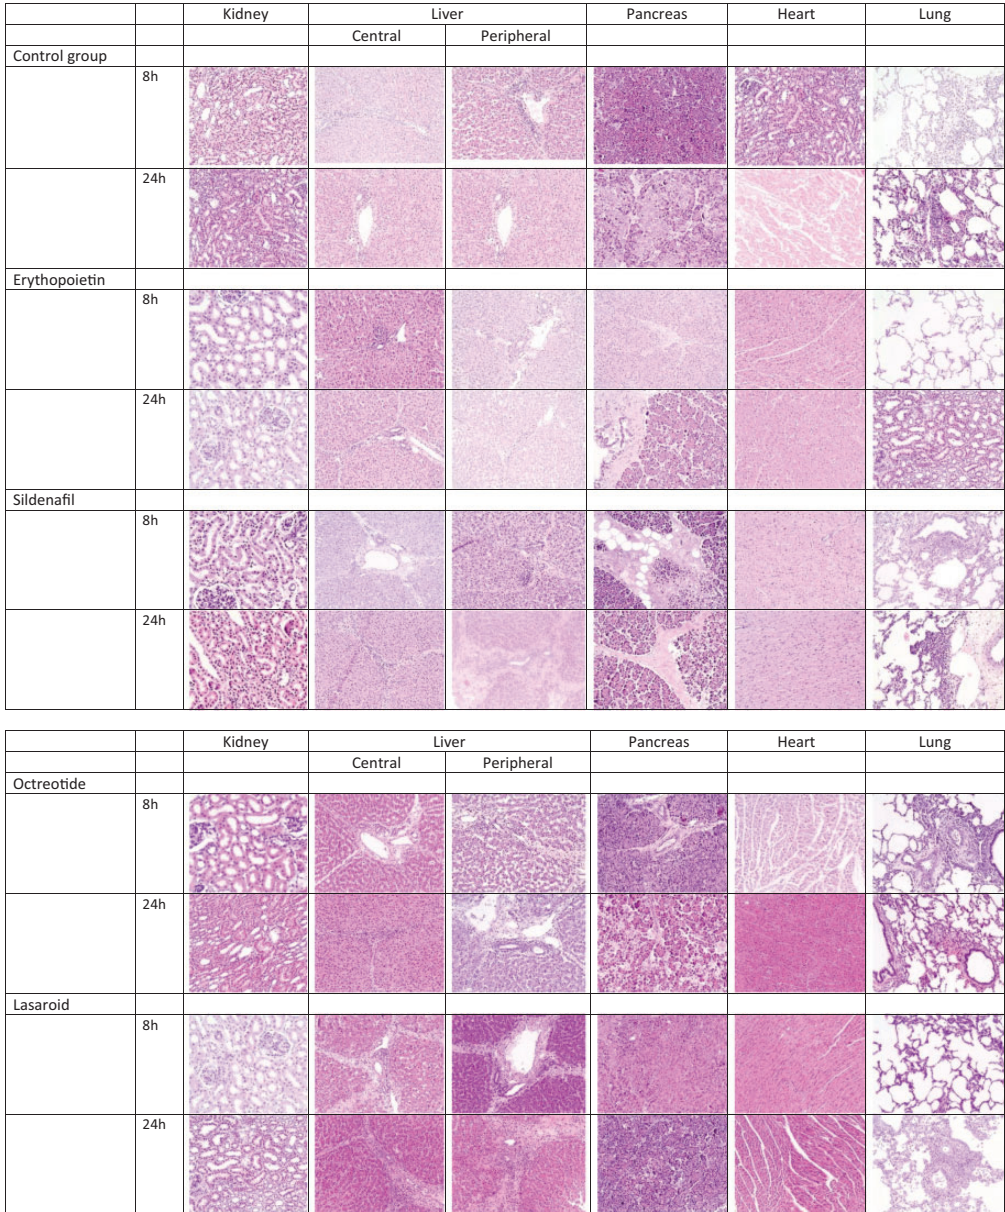 Kidney Liver Pancreas Heart Lung
Central Peripheral
Control group
8h
24h
Erythopoietin
8h
24h
Sildenafil
8h
24h
Kidney Liver Pancreas Heart Lung
Central Peripheral
Octreotide
8h
24h
Lasaroid
8h
24h